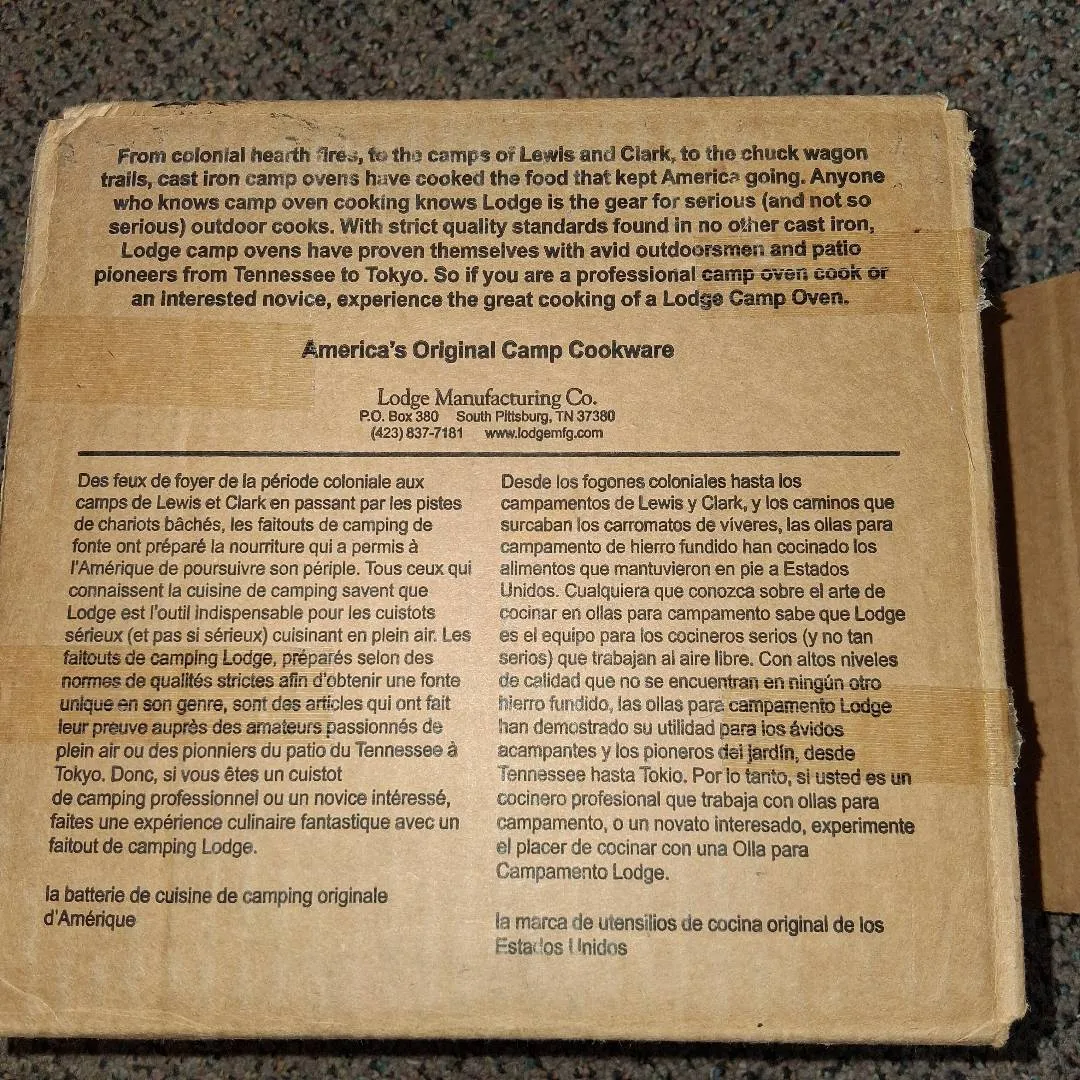 From colonial hearth fires, to the camps of Lewis and Clark, to the chuck wagon
trails, cast iron camp ovens have cooked the food that kept America going. Anyone
who knows camp oven cooking knows Lodge is the gear for serious (and not so
serious) outdoor cooks. With strict quality standards found in no other cast iron,
Lodge camp ovens have proven themselves with avid outdoorsmen and patio
pioneers from Tennessee to Tokyo. So if you are a professional camp oven cook or
an interested novice, experience the great cooking of a Lodge Camp Oven.
America's Original Camp Cookware
Lodge Manufacturing Co.
P.O. Box 380 South Pittsburg, TN 37380
(423) 837-7181 www.lodgemfg.com
Des feux de foyer de la période coloniale aux
camps de Lewis et Clark en passant par les pistes
de chariots bâchés, les faitouts de camping de
fonte ont préparé la nourriture qui a permis à
l'Amérique de poursuivre son périple. Tous ceux qui
connaissent la cuisine de camping savent que
Lodge est l'outil indispensable pour les cuistots
sérieux (et pas si sérieux) cuisinant en plein air. Les
faitouts de camping Lodge, préparés selon des
normes de qualités strictes afin d'obtenir une fonte
unique en son genre, sont des articles qui ont fait
leur preuve auprès des amateurs passionnés de
plein air ou des pionniers du patio du Tennessee à
Tokyo. Donc, si vous êtes un cuistot
de camping professionnel ou un novice intéressé,
faites une expérience culinaire fantastique avec un
faitout de camping Lodge.
la batterie de cuisine de camping originale
d'Amérique
Desde los fogones coloniales hasta los
campamentos de Lewis y Clark, y los caminos que
surcaban los carromatos de víveres, las ollas para
campamento de hierro fundido han cocinado los
alimentos que mantuvieron en pie a Estados
Unidos. Cualquiera que conozca sobre el arte de
cocinar en ollas para campamento sabe que Lodge
es el equipo para los cocineros serios (y no tan
serios) que trabajan al aire libre. Con altos niveles
de calidad que no se encuentran en ningún otro
hierro fundido, las ollas para campamento Lodge
han demostrado su utilidad para los ávidos
acampantes y los pioneros del jardín, desde
Tennessee hasta Tokio. Por lo tanto, si usted es un
cocinero profesional que trabaja con ollas para
campamento, o un novato interesado, experimente
el placer de cocinar con una Olla para
Campamento Lodge.
la marca de utensilios de cocina original de los
Estados Unidos